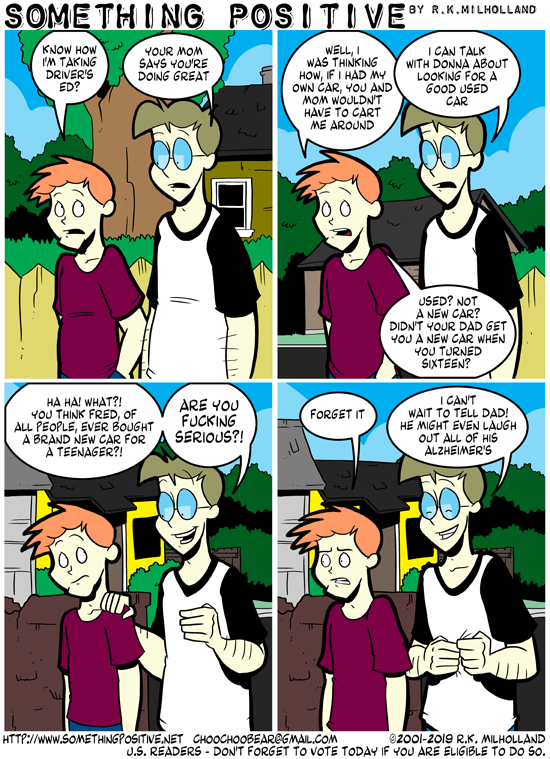 SOMETHING POSITIVE BY R.K.MILHOLLAND
KNOW HOW
I'M TAKING
DRIVER'S
ED?
YOUR MOM
SAYS YOU'RE
DOING GREAT
WELL, I
WAS THINKING
HOW, IF I HAD MY
OWN CAR, YOU AND
MOM WOULDN'T
HAVE TO CART
ME AROUND
I CAN TALK
WITH DONNA ABOUT
LOOKING FOR A
GOOD USED
CAR
USED? NOT
A NEW CAR?
DIDN'T YOUR DAD GET
YOU A NEW CAR WHEN
YOU TURNED
SIXTEEN?
HA HA! WHAT?!
YOU THINK FRED, OF
ALL PEOPLE, EVER BOUGHT
A BRAND NEW CAR FOR
A TEENAGER?!
ARE YOU
FUCKING
SERIOUS?!
FORGET IT
I CAN'T
WAIT TO TELL DAD!
HE MIGHT EVEN LAUGH
OUT ALL OF HIS
ALZHEIMER'S
HTTP://WWW.SOMETHINGPOSITIVE.NET CHOOCHOOBEAR@GMAIL.COM ©2001-2019 R.K. MILHOLLAND
U.S. READERS - DON'T FORGET TO VOTE TODAY IF YOU ARE ELIGIBLE TO DO SO.